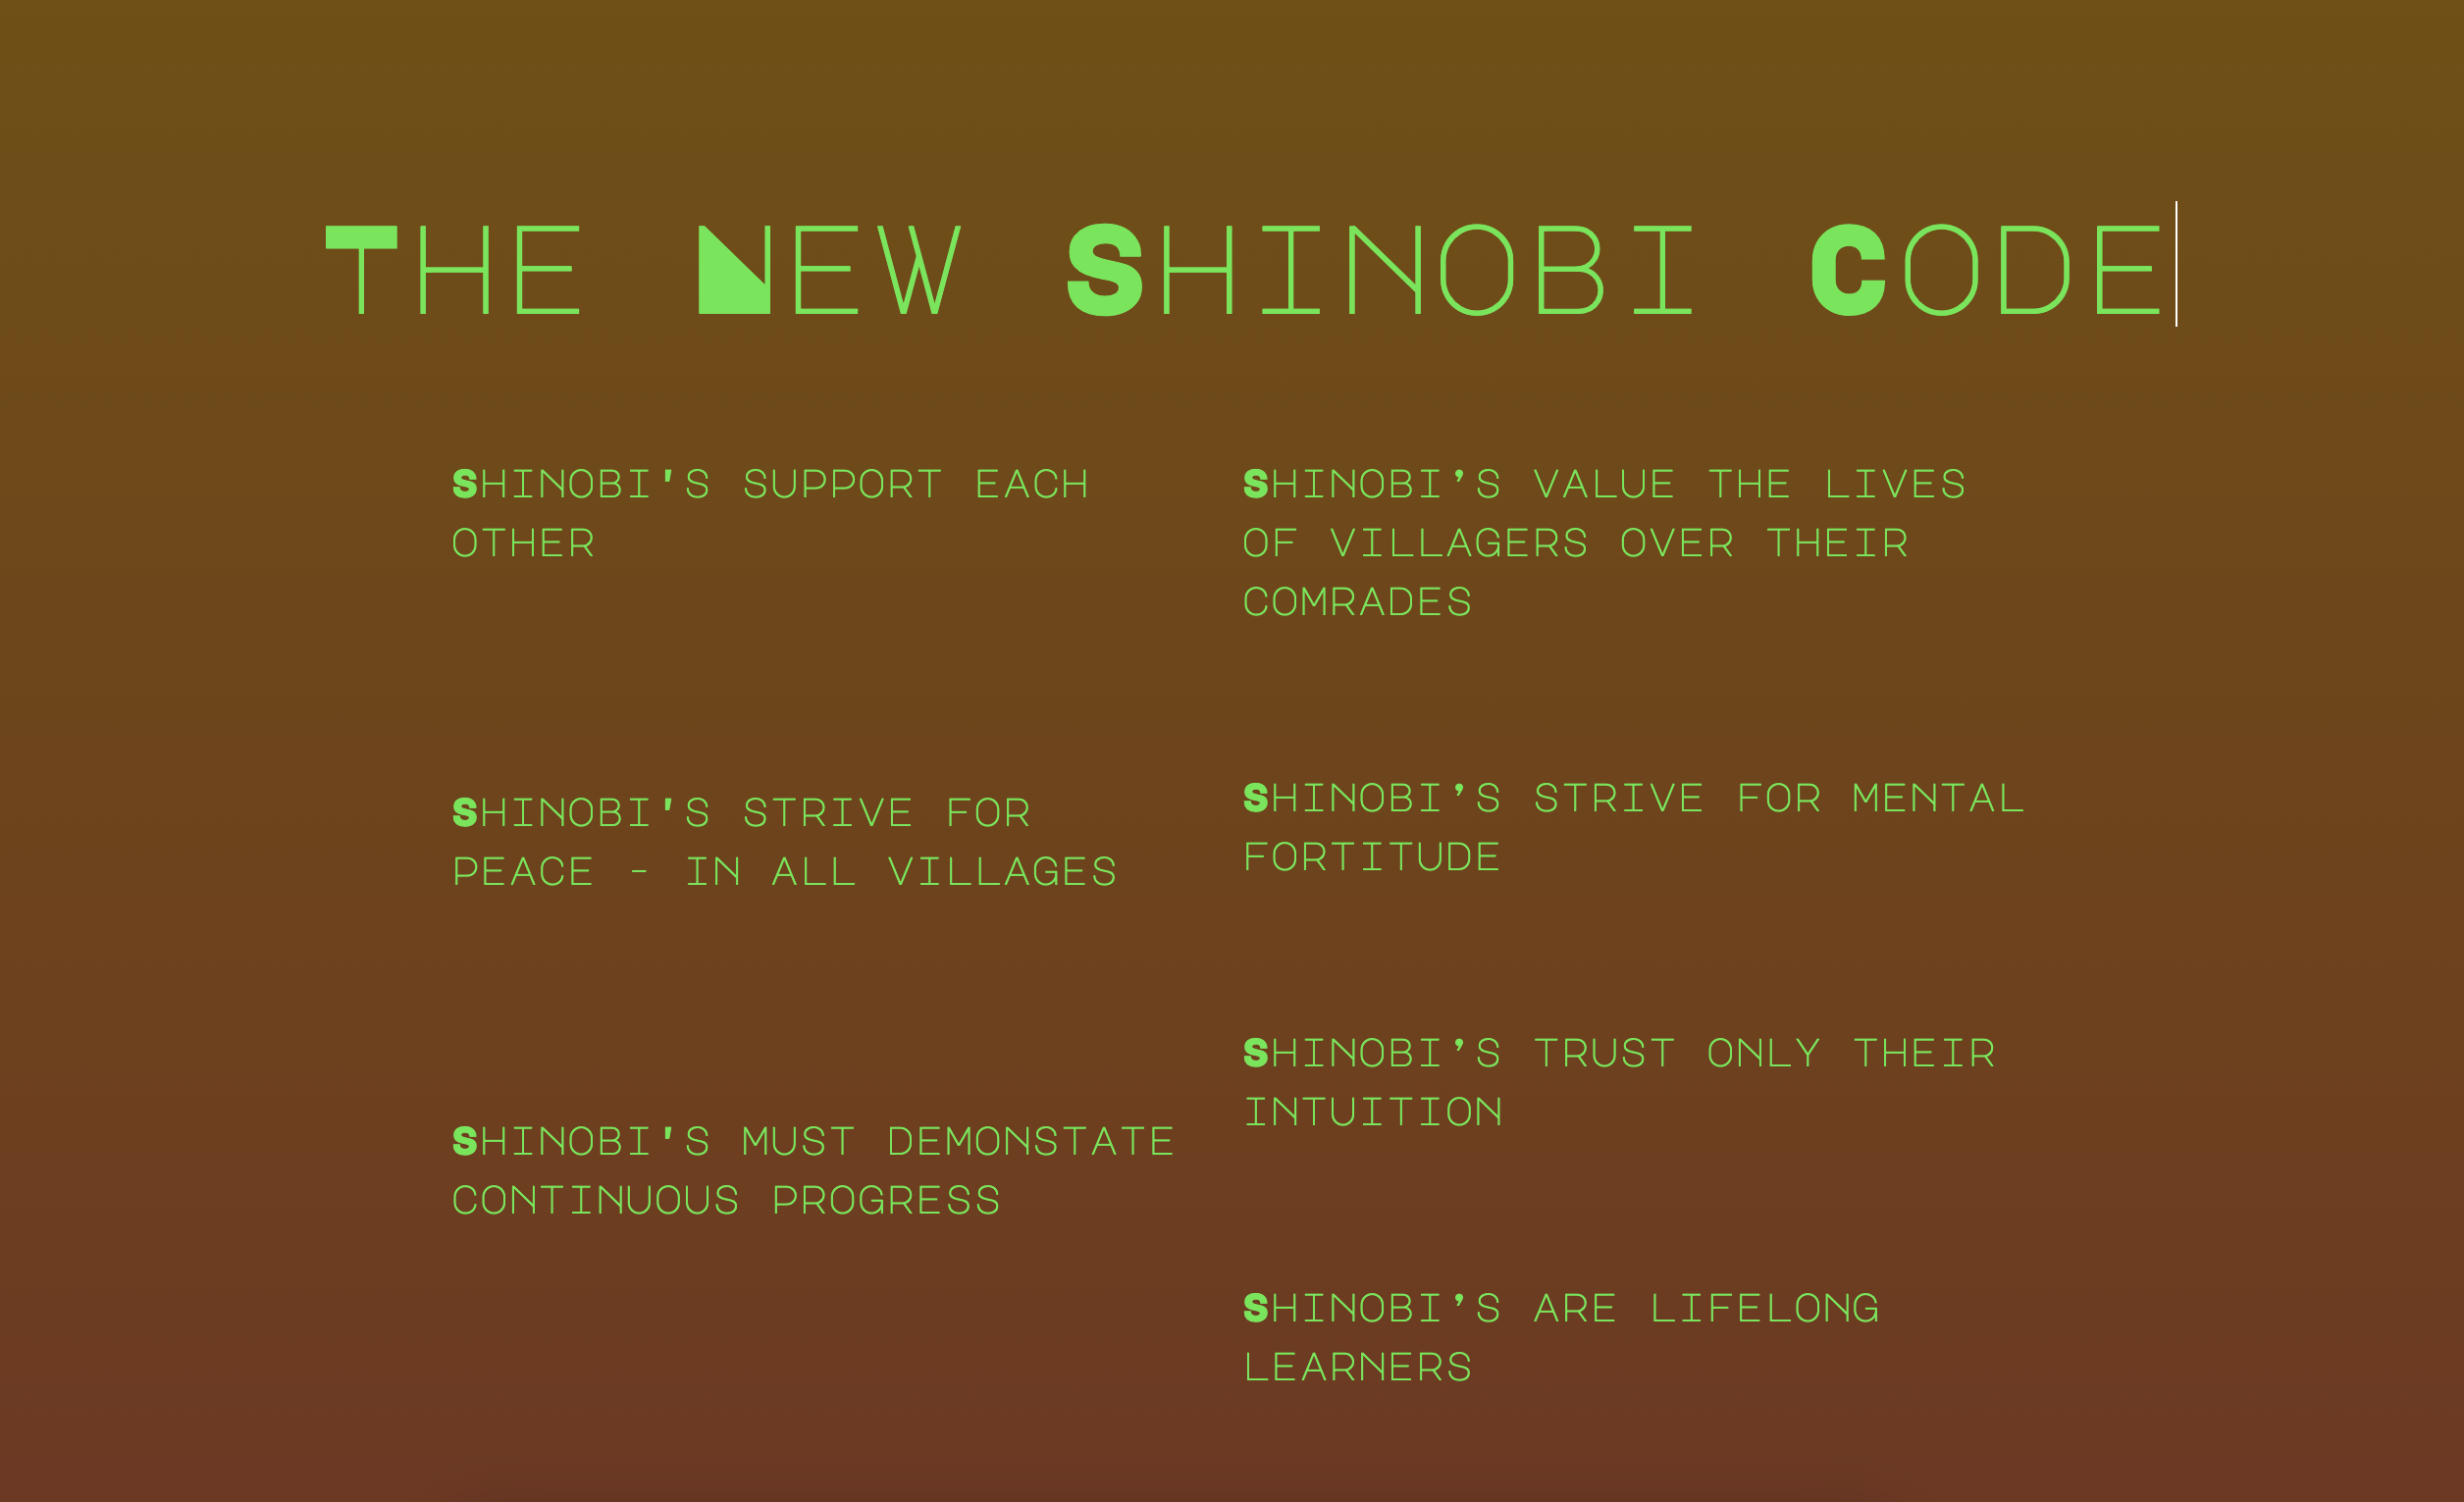 The New Shinobi Code
Shinobi's support each
other
Shinobi's strive for
peace - in all villages
Shinobi's must demonstate
continuous progress
Shinobi’s value the lives
of villagers over their
comrades
Shinobi’s strive for mental
fortitude
Shinobi’s trust only their
intuition
Shinobi’s are lifelong
learners